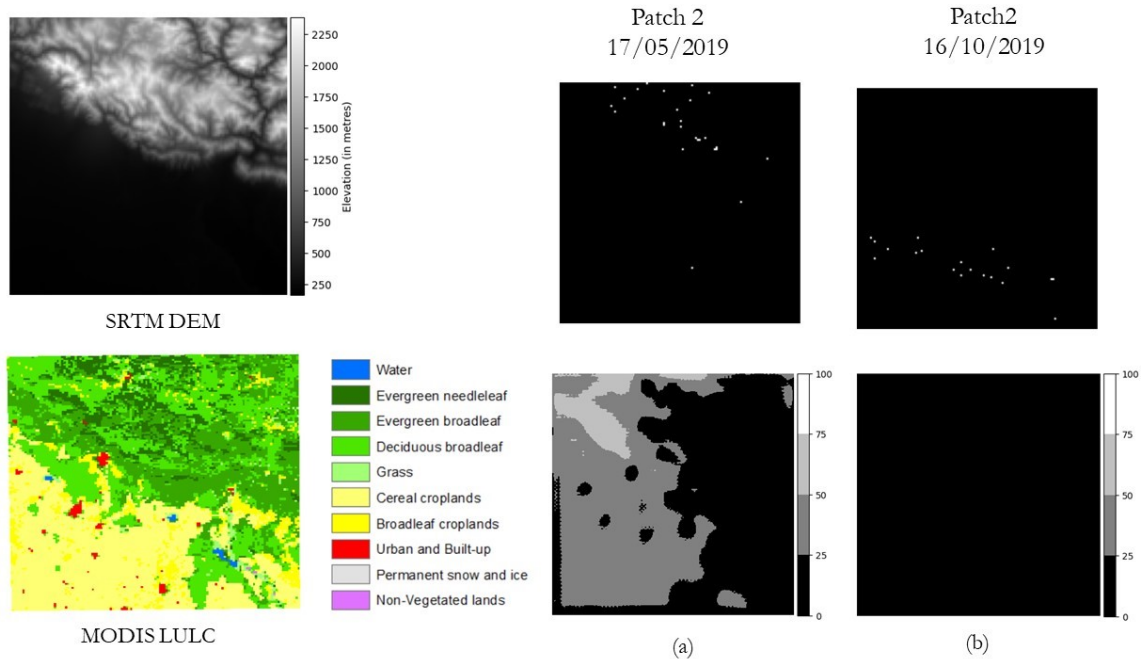 Patch 2
17/05/2019
Patch2
16/10/2019
2250
2000
1750
1500
1250
1000
750
500
250
Elevation (in metres)
SRTM DEM
Water
Evergreen needleleaf
Evergreen broadleaf
Deciduous broadleaf
Grass
Cereal croplands
Broadleaf croplands
Urban and Built-up
Permanent snow and ice
Non-Vegetated lands
MODIS LULC
100
75
50
25
0
(a)
100
75
50
25
0
(b)